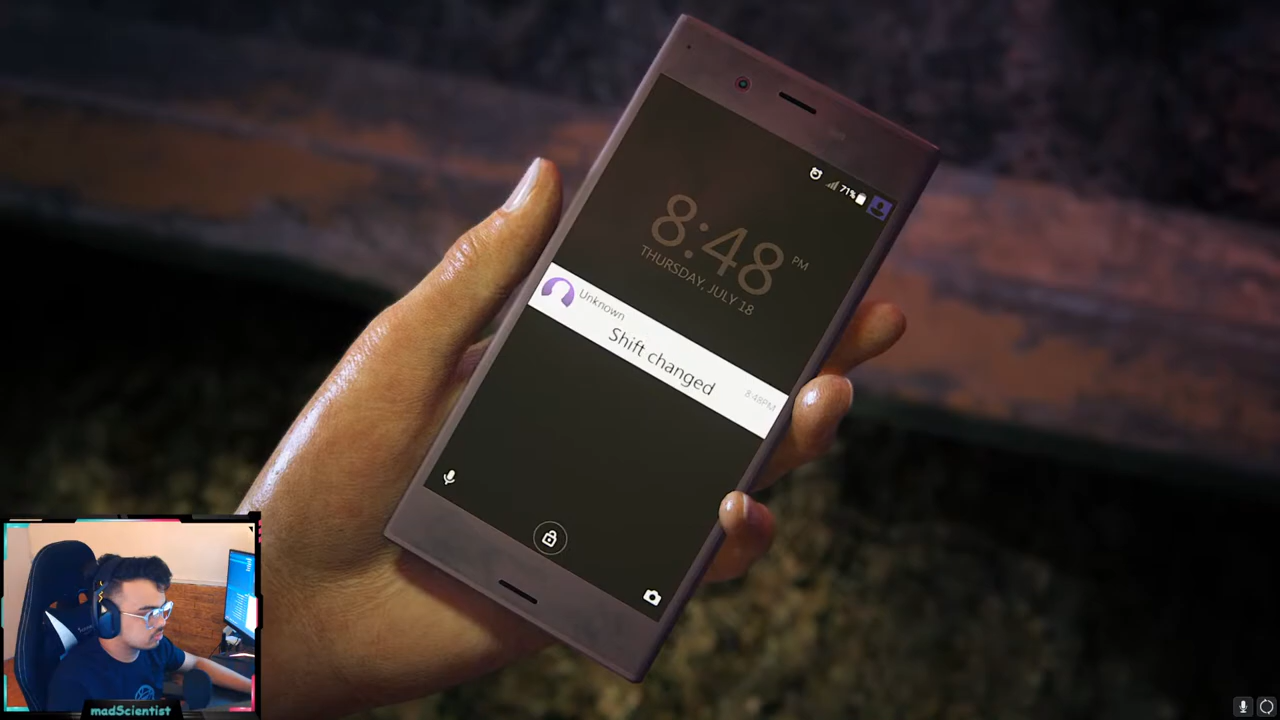 71%
8:48 PM
THURSDAY, JULY 18
Unknown
Shift changed
8:48PM
madScientist